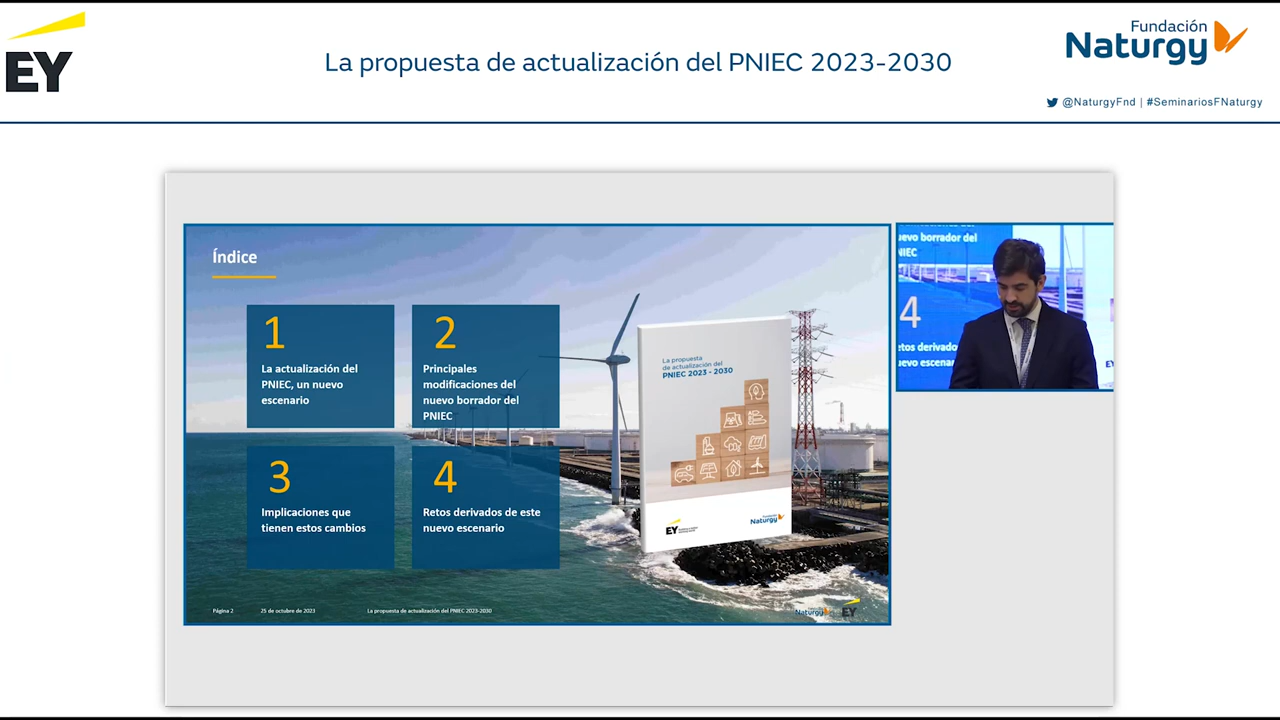 EY
La propuesta de actualización del PNIEC 2023-2030
Fundación
Naturgy
@NaturgyFnd | #SeminariosFNaturgy
Índice
1
La actualización del
PNIEC, un nuevo
escenario
2
Principales
modificaciones del
nuevo borrador del
PNIEC
3
Implicaciones que
tienen estos cambios
4
Retos derivados de este
nuevo escenario
La propuesta
de actualización del
PNIEC 2023 - 2030
EY
Fundación
Naturgy
Página 2
25 de octubre de 2023
La propuesta de actualización del PNIEC 2023-2030
Naturgy
EY
evo borrador del
NIEC
4
etos derivado
uevo escena
EY